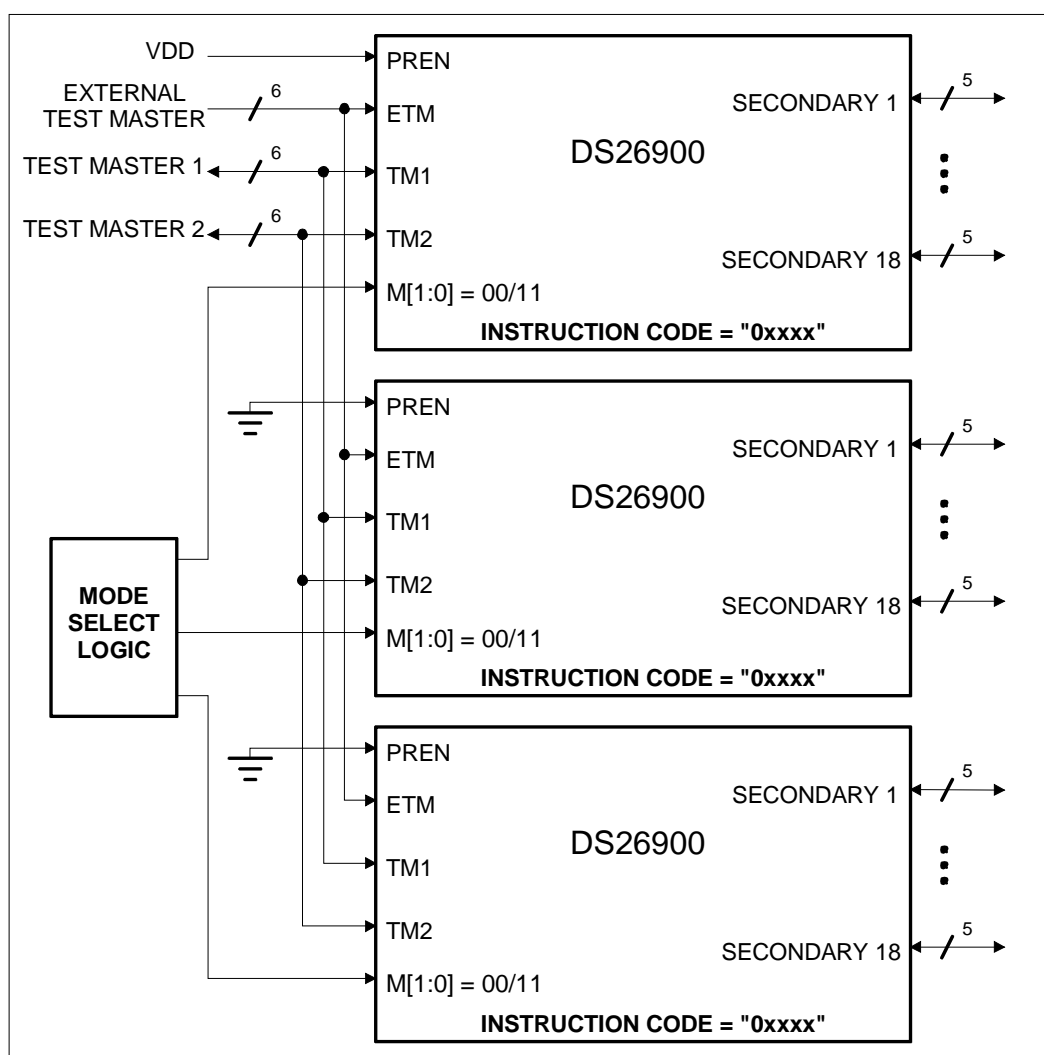 VDD
PREN
EXTERNAL
TEST MASTER
6
ETM
SECONDARY 1
5
DS26900
TEST MASTER 1
6
TM1
TEST MASTER 2
6
TM2
SECONDARY 18
5
M[1:0] = 00/11
INSTRUCTION CODE = "0xxxx"
PREN
SECONDARY 1
5
ETM
DS26900
TM1
TM2
SECONDARY 18
5
MODE
SELECT
LOGIC
M[1:0] = 00/11
INSTRUCTION CODE = "0xxxx"
PREN
SECONDARY 1
5
ETM
DS26900
TM1
TM2
SECONDARY 18
5
M[1:0] = 00/11
INSTRUCTION CODE = "0xxxx"